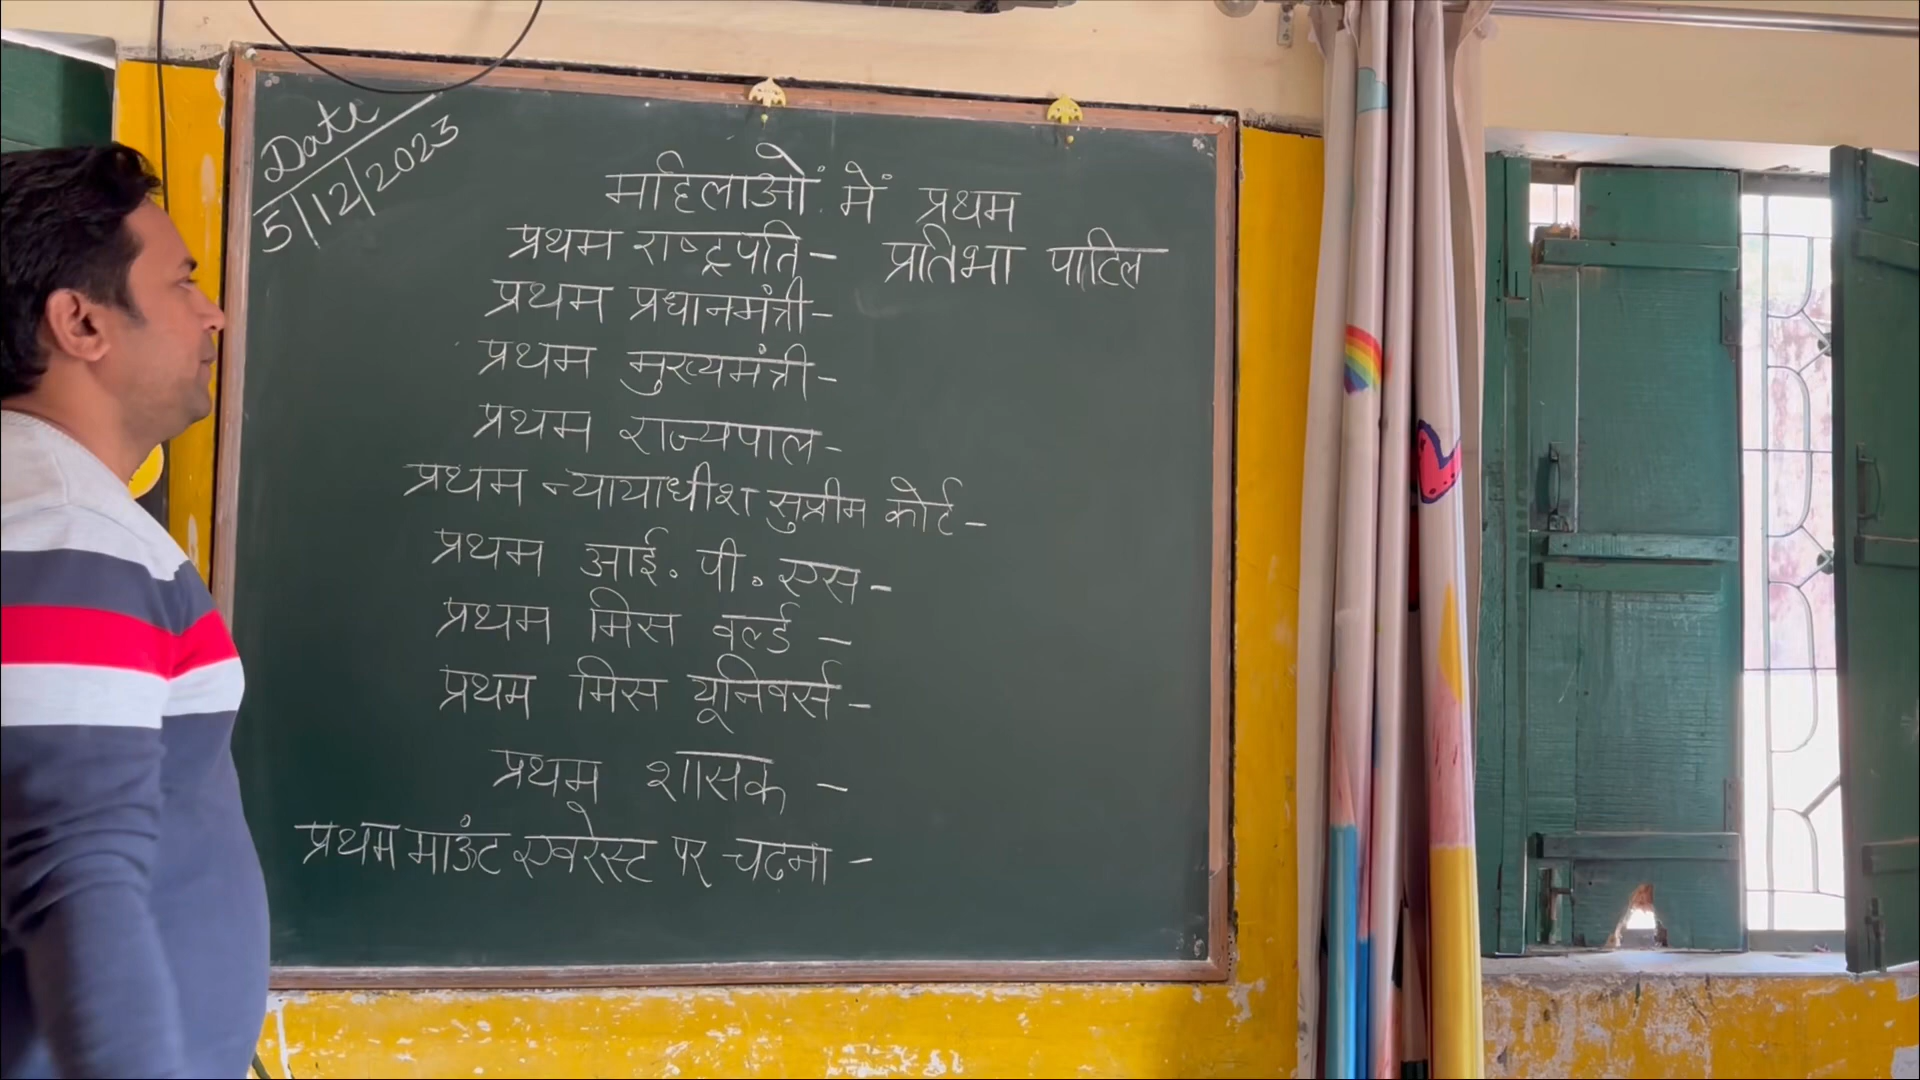 Date
5/12/2023
महिलाओं में प्रथम
प्रथम राष्ट्रपति - प्रतिभा पाटिल
प्रथम प्रधानमंत्री -
प्रथम मुख्यमंत्री -
प्रथम राज्यपाल -
प्रथम न्यायाधीश सुप्रीम कोर्ट -
प्रथम आई. पी. एस -
प्रथम मिस वर्ल्ड -
प्रथम मिस यूनिवर्स -
प्रथम शासक -
प्रथम माऊंट एवरेस्ट पर चढना -